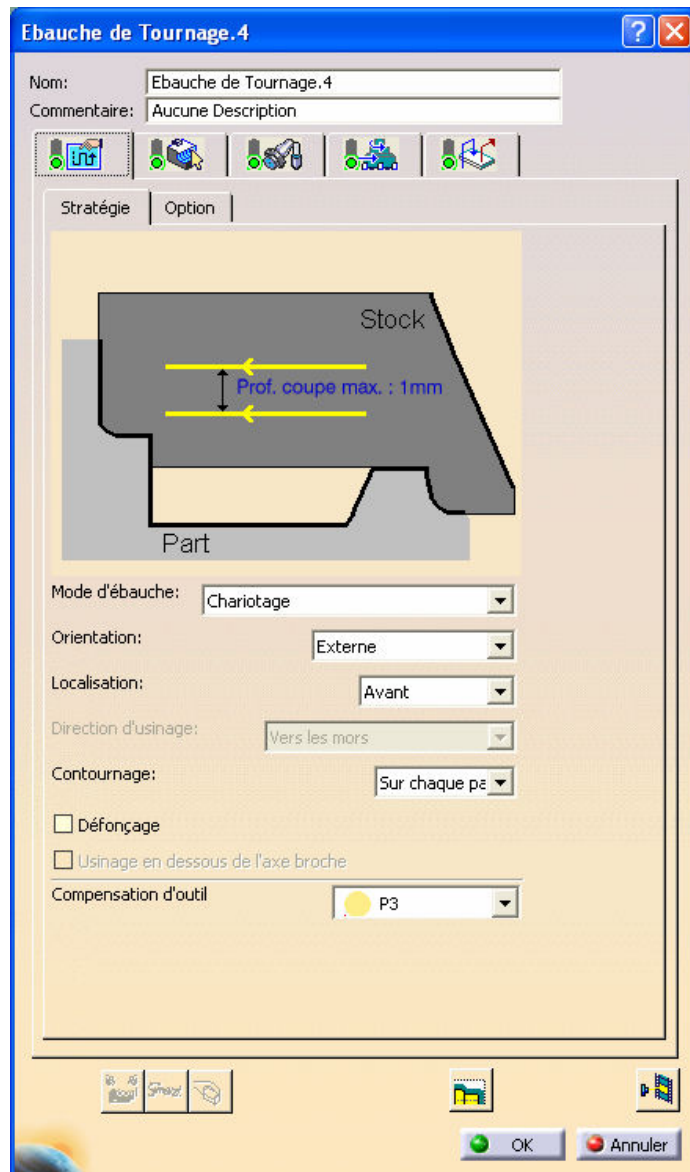 Ebauche de Tournage.4
Nom: Ebauche de Tournage.4
Commentaire: Aucune Description
Stratégie Option
Stock
Prof. coupe max. : 1mm
Part
Mode d'ébauche: Chariotage
Orientation: Externe
Localisation: Avant
Direction d'usinage: Vers les mors
Contournage: Sur chaque pa
Défonçage
Usinage en dessous de l'axe broche
Compensation d'outil P3
OK Annuler